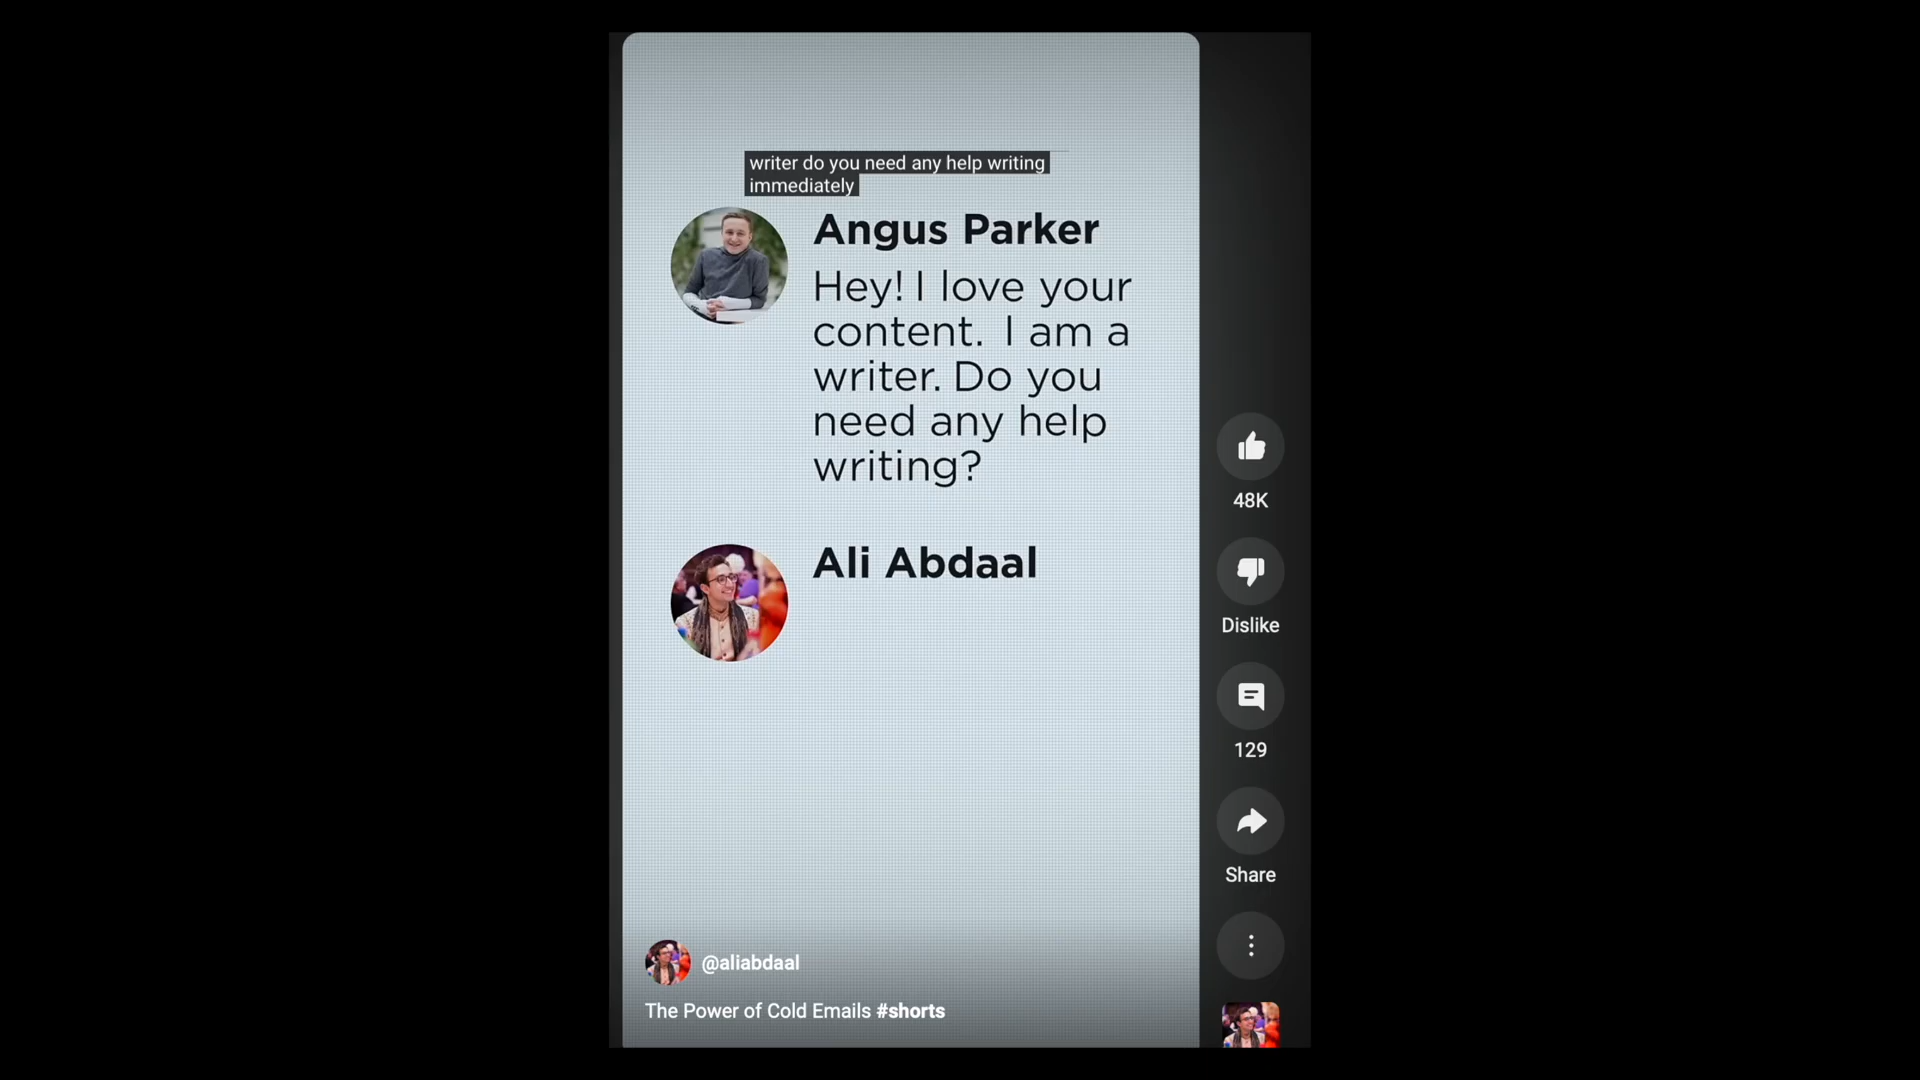 writer do you need any help writing
immediately
Angus Parker
Hey! I love your
content. I am a
writer. Do you
need any help
writing?
Ali Abdaal
48K
Dislike
129
Share
@aliabdaal
The Power of Cold Emails #shorts